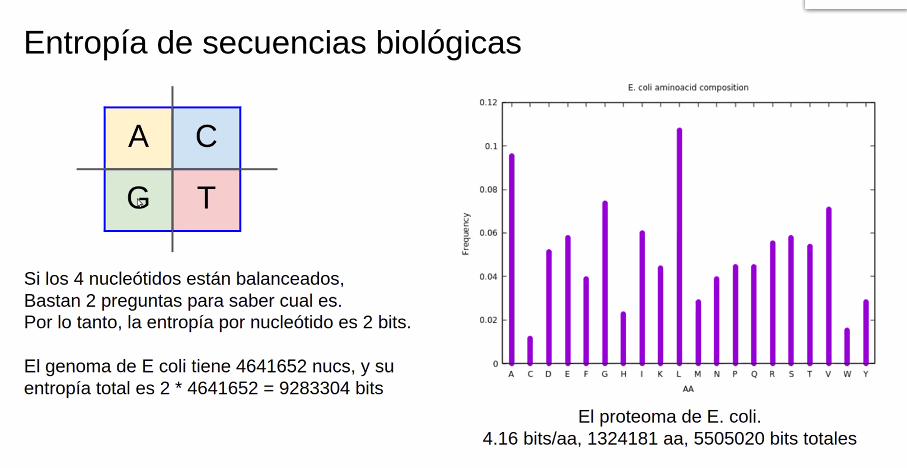 Entropía de secuencias biológicas
A C
G T
Si los 4 nucleótidos están balanceados,
Bastan 2 preguntas para saber cual es.
Por lo tanto, la entropía por nucleótido es 2 bits.
El genoma de E coli tiene 4641652 nucs, y su
entropía total es 2 * 4641652 = 9283304 bits
E. coli aminoacid composition
0.12
0.1
0.08
0.06
0.04
0.02
0
Frequency
A C D E F G H I K L M N P Q R S T V W Y
AA
El proteoma de E. coli.
4.16 bits/aa, 1324181 aa, 5505020 bits totales